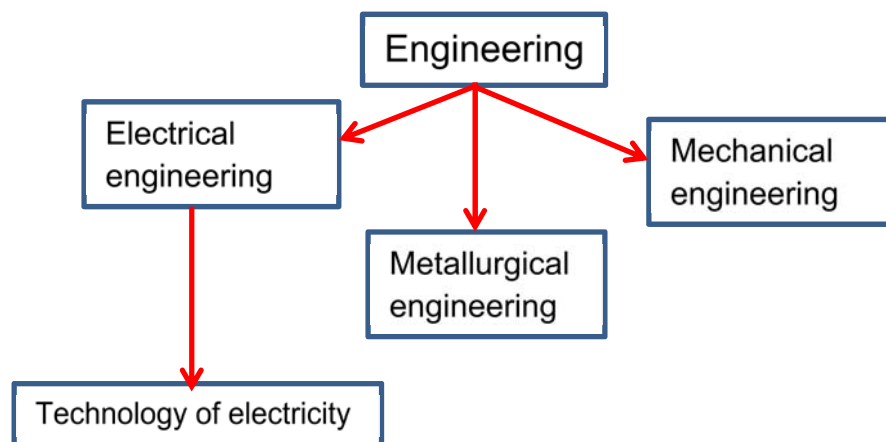 Engineering
Electrical
engineering
Mechanical
engineering
Metallurgical
engineering
Technology of electricity